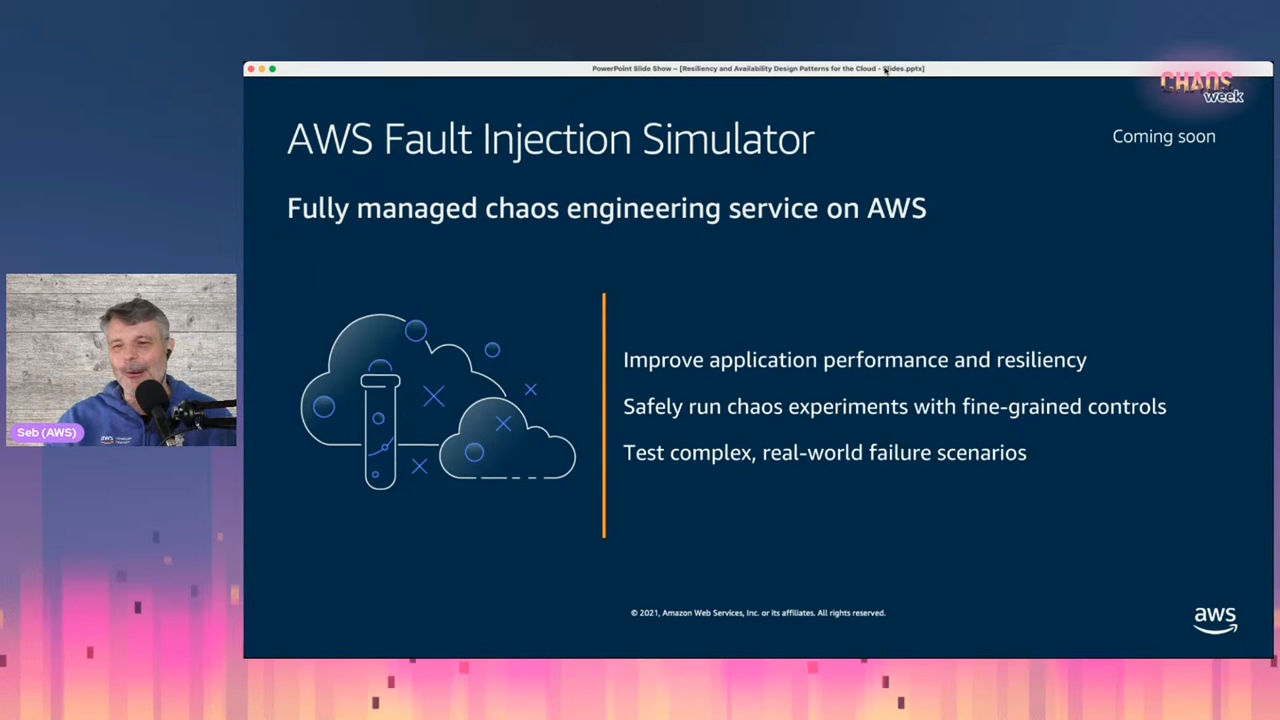 PowerPoint Slide Show – [Resiliency and Availability Design Patterns for the Cloud - Slides.pptx]
CHAOS
week
AWS Fault Injection Simulator
Coming soon
Fully managed chaos engineering service on AWS
Improve application performance and resiliency
Safely run chaos experiments with fine-grained controls
Test complex, real-world failure scenarios
Seb (AWS)
aws
© 2021, Amazon Web Services, Inc. or its affiliates. All rights reserved.
aws